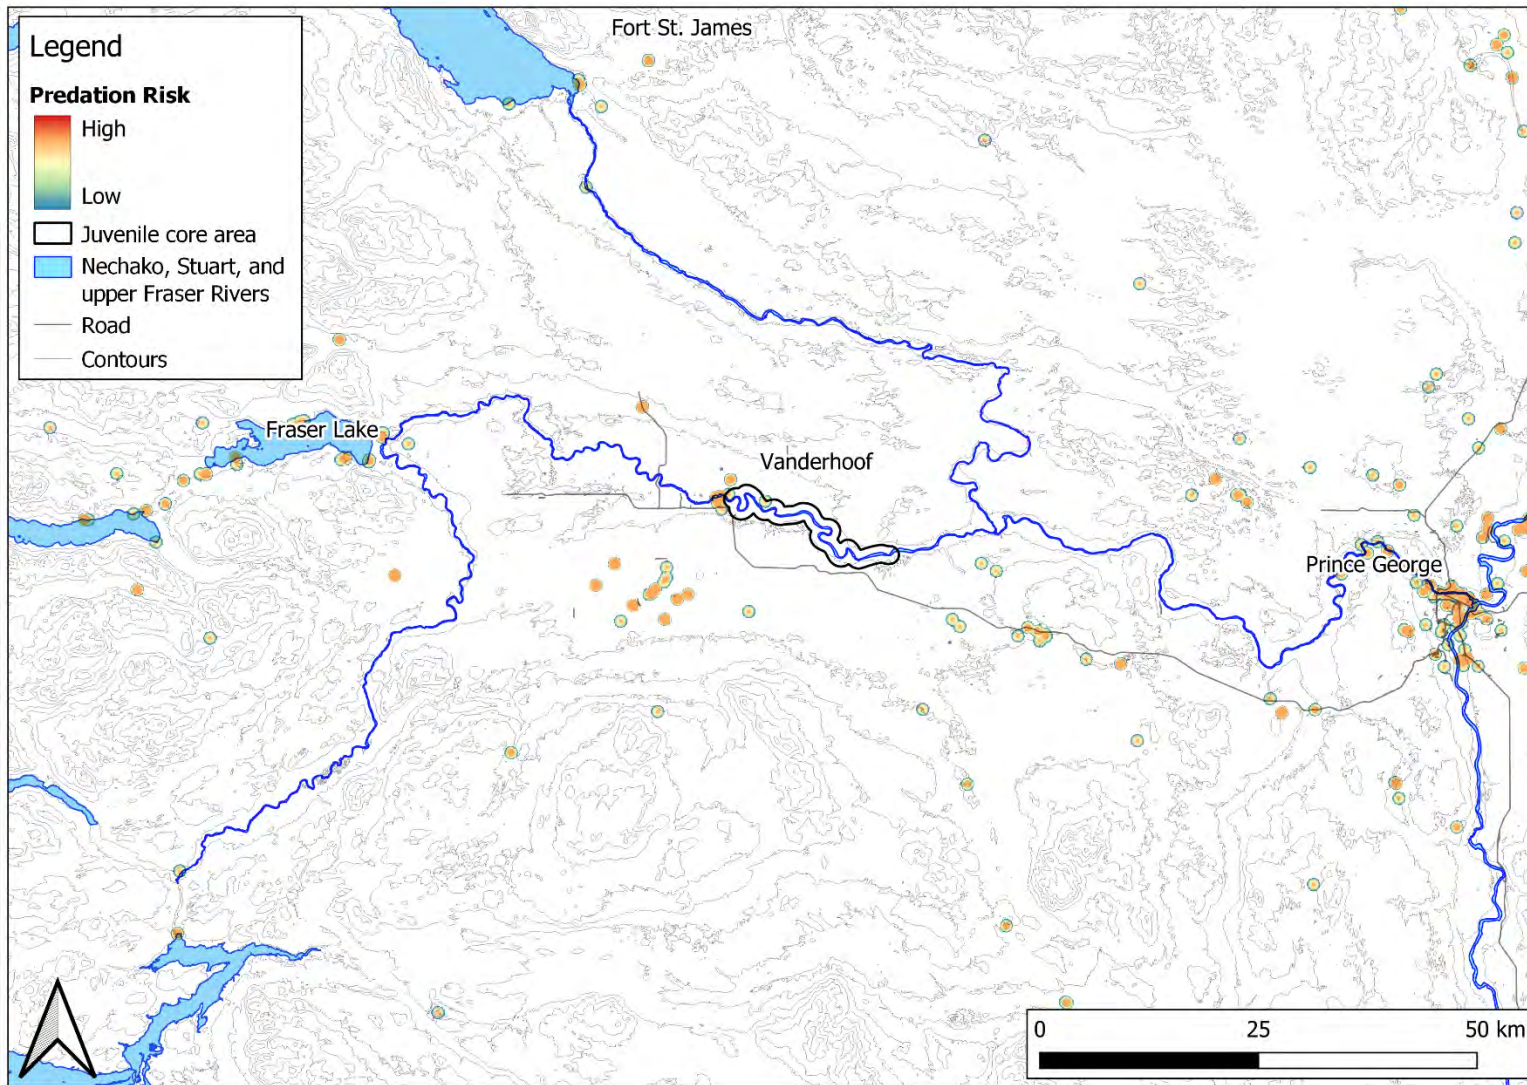 Fort St. James
Legend
Predation Risk
High
Low
Juvenile core area
Nechako, Stuart, and
upper Fraser Rivers
Road
Contours
Fraser Lake
Vanderhoof
Prince George
0 25 50 km